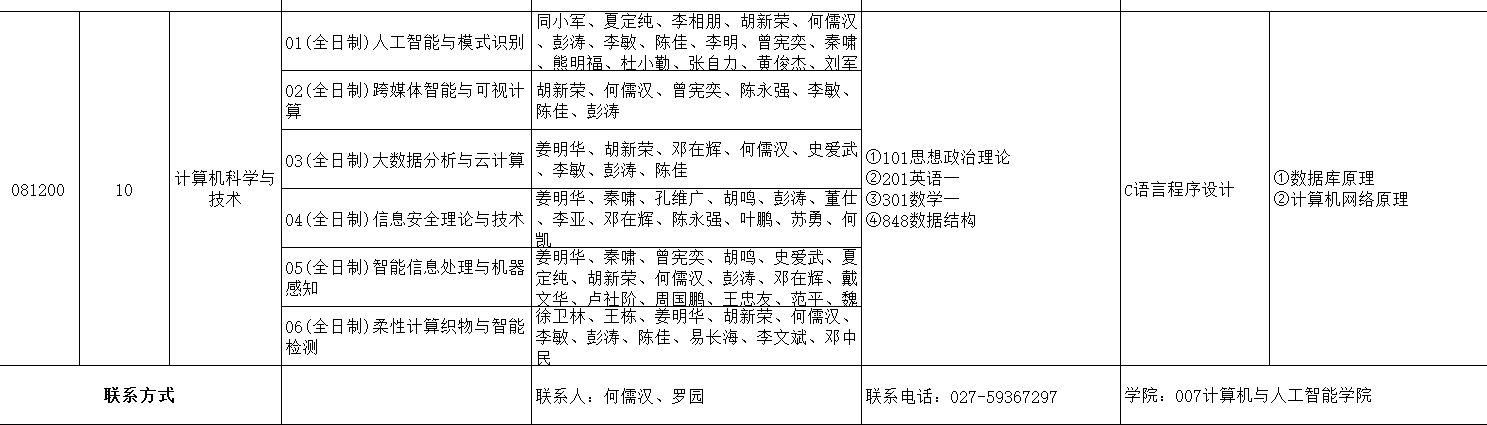 081200
10
计算机科学与
技术
01(全日制)人工智能与模式识别
同小军、夏定纯、李相朋、胡新荣、何儒汉
、彭涛、李敏、陈佳、李明、曾宪奕、秦啸
、熊明福、杜小勤、张自力、黄俊杰、刘军
02(全日制)跨媒体智能与可视计
算
胡新荣、何儒汉、曾宪奕、陈永强、李敏、
陈佳、彭涛
03(全日制)大数据分析与云计算
姜明华、胡新荣、邓在辉、何儒汉、史爱武
、李敏、彭涛、陈佳
04(全日制)信息安全理论与技术
姜明华、秦啸、孔维广、胡鸣、彭涛、董仕
、李亚、邓在辉、陈永强、叶鹏、苏勇、何
凯
05(全日制)智能信息处理与机器
感知
姜明华、秦啸、曾宪奕、胡鸣、史爱武、夏
定纯、胡新荣、何儒汉、彭涛、邓在辉、戴
文华、卢社阶、周国鹏、王忠友、范平、魏
06(全日制)柔性计算织物与智能
检测
徐卫林、王栋、姜明华、胡新荣、何儒汉、
李敏、彭涛、陈佳、易长海、李文斌、邓中
民
①101思想政治理论
②201英语一
③301数学一
④848数据结构
C语言程序设计
①数据库原理
②计算机网络原理
联系方式
联系人：何儒汉、罗园
联系电话：027-59367297
学院：007计算机与人工智能学院